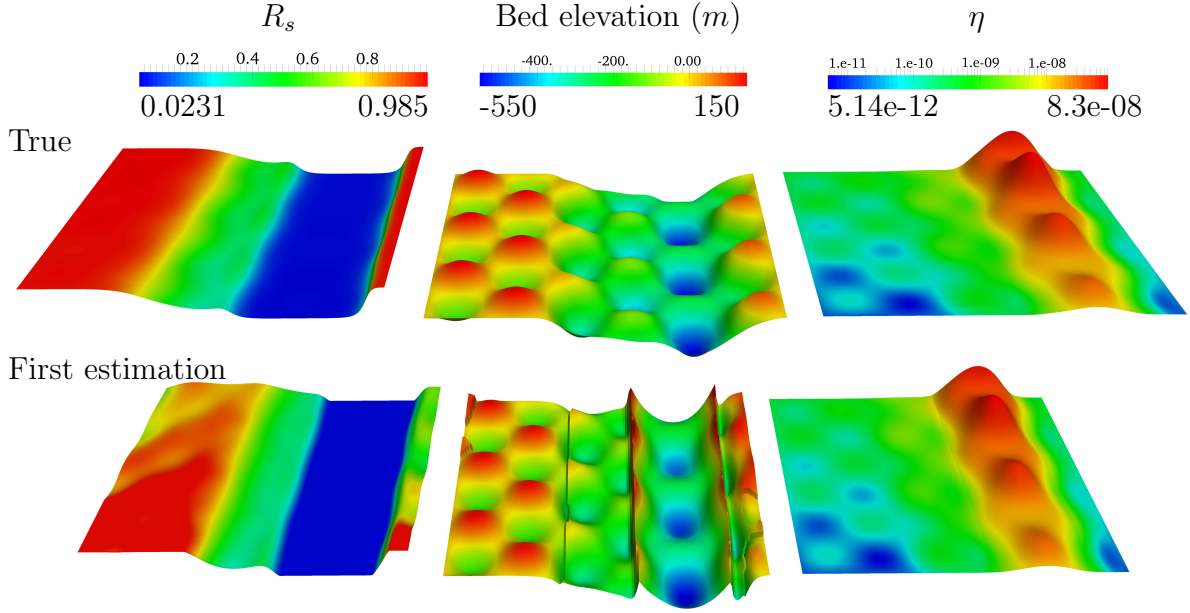 R_s
Bed elevation (m)
η
0.2 0.4 0.6 0.8
-400. -200. 0.00
1.e-11 1.e-10 1.e-09 1.e-08
0.0231 0.985
-550 150
5.14e-12 8.3e-08
True
First estimation